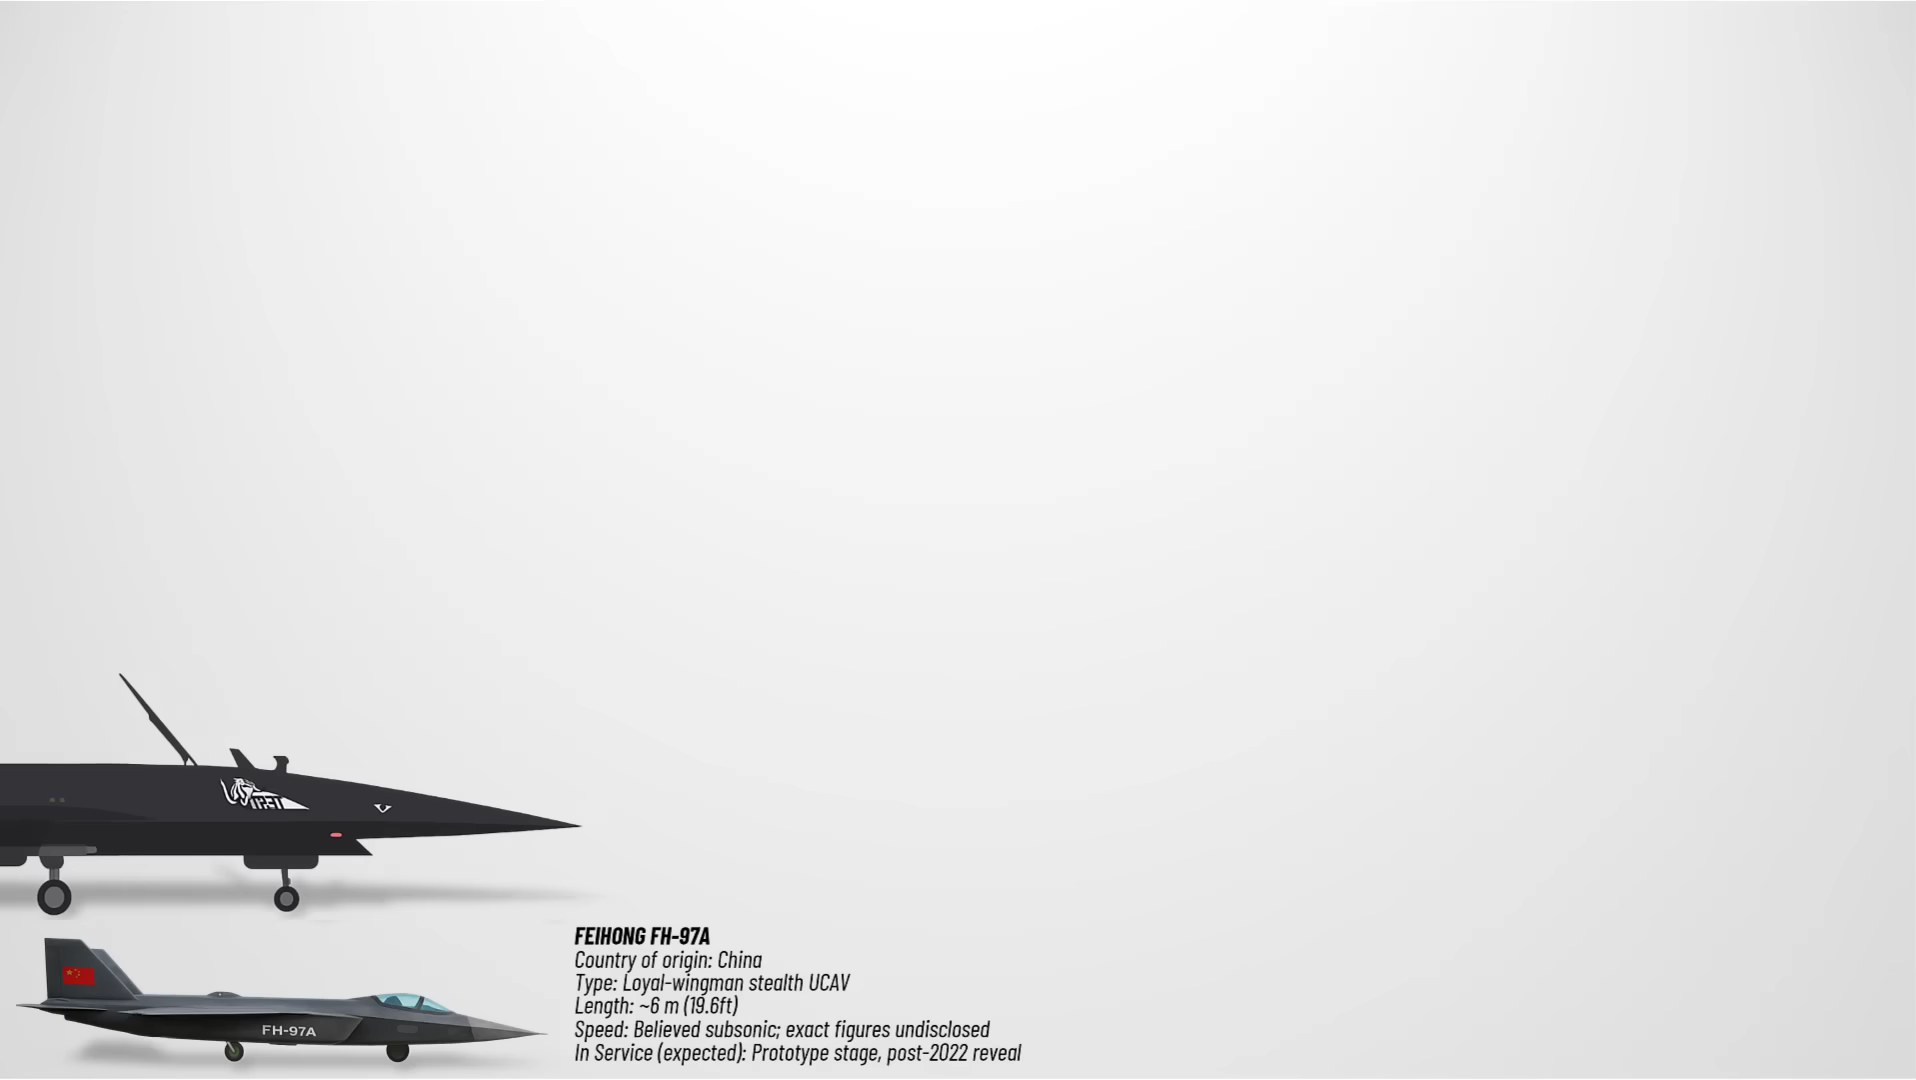 FH-97A
FEIHONG FH-97A
Country of origin: China
Type: Loyal-wingman stealth UCAV
Length: ~6 m (19.6ft)
Speed: Believed subsonic; exact figures undisclosed
In Service (expected): Prototype stage, post-2022 reveal